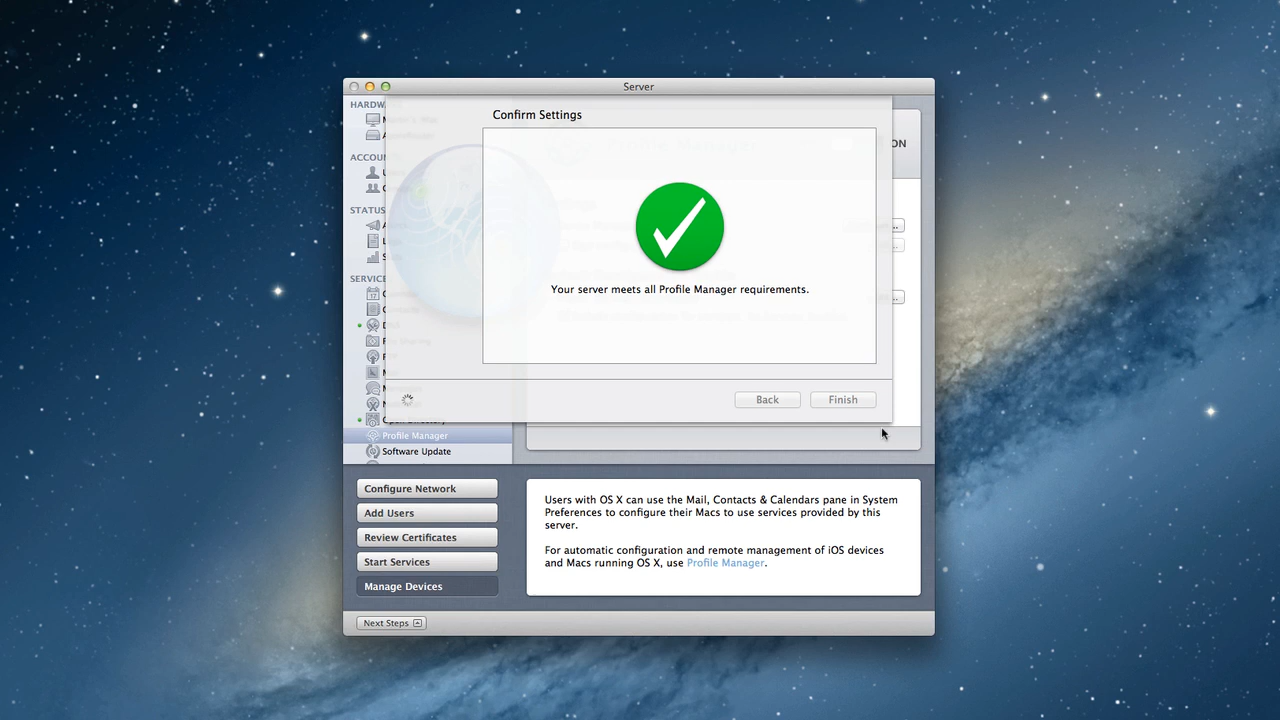 Server
HARDW
Confirm Settings
ON
ACCOU
STATUS
Your server meets all Profile Manager requirements.
SERVICE
Back
Finish
Profile Manager
Software Update
Configure Network
Add Users
Review Certificates
Start Services
Manage Devices
Users with OS X can use the Mail, Contacts & Calendars pane in System
Preferences to configure their Macs to use services provided by this
server.
For automatic configuration and remote management of iOS devices
and Macs running OS X, use Profile Manager.
Next Steps